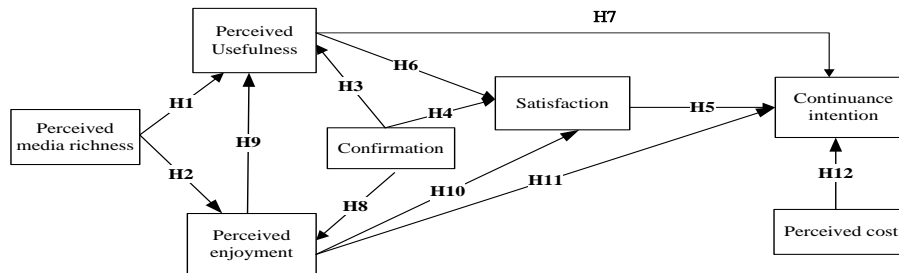 H7
Perceived
Usefulness
H6
H3
H1
Satisfaction
H5
Continuance
intention
H4
Perceived
media richness
H9
Confirmation
H2
H10
H11
H12
H8
Perceived
enjoyment
Perceived cost